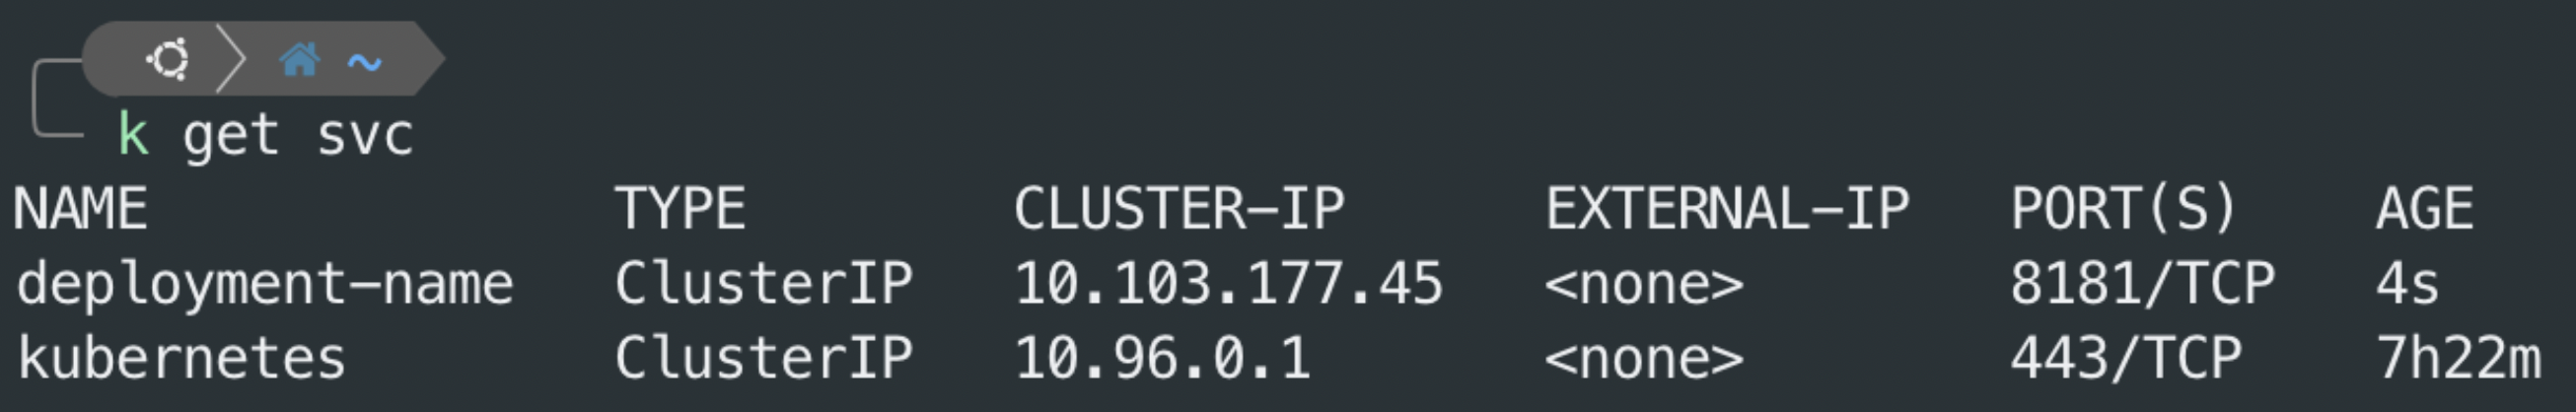 ~
k get svc
NAME TYPE CLUSTER-IP EXTERNAL-IP PORT(S) AGE
deployment-name ClusterIP 10.103.177.45 <none> 8181/TCP 4s
kubernetes ClusterIP 10.96.0.1 <none> 443/TCP 7h22m